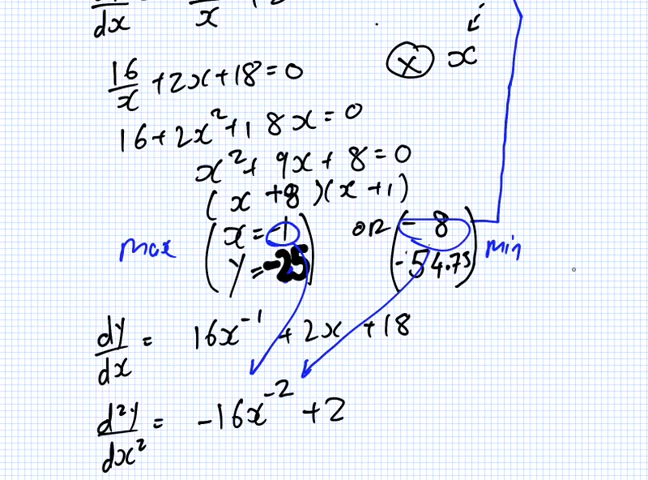 dx x
16/x + 2x + 18 = 0
⊗ x
16 + 2x² + 18x = 0
x² + 9x + 8 = 0
(x + 8)(x + 1)
max (x = -1 OR (- 8 min
y = -25) - 54.73)
dy/dx = 16x⁻¹ + 2x + 18
d²y/dx² = -16x⁻² + 2